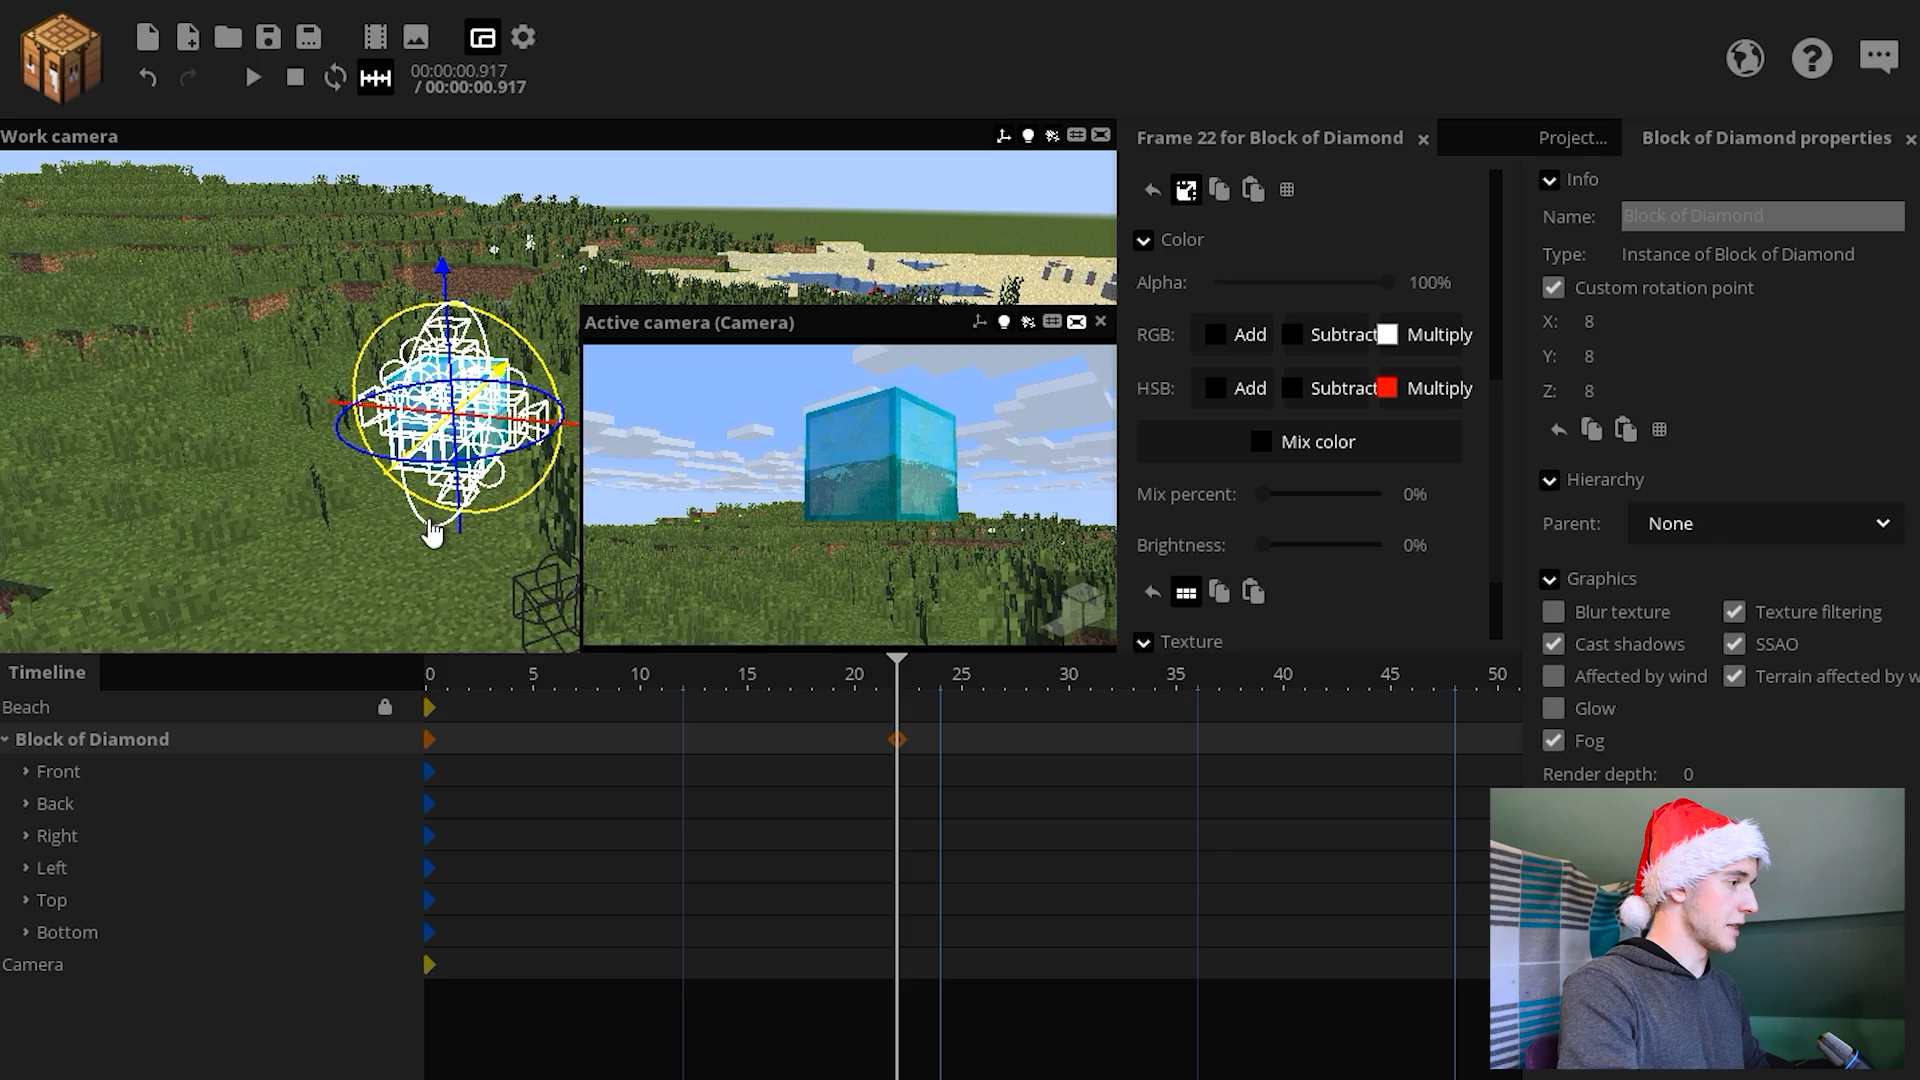 00:00:00.917
/ 00:00:00.917
Work camera
Active camera (Camera)
Frame 22 for Block of Diamond
Color
Alpha: 100%
RGB: Add Subtract Multiply
HSB: Add Subtract Multiply
Mix color
Mix percent: 0%
Brightness: 0%
Texture
Project... Block of Diamond properties
Info
Name: Block of Diamond
Type: Instance of Block of Diamond
Custom rotation point
X: 8
Y: 8
Z: 8
Hierarchy
Parent: None
Graphics
Blur texture Texture filtering
Cast shadows SSAO
Affected by wind Terrain affected by w
Glow
Fog
Render depth: 0
Timeline
0 5 10 15 20 25 30 35 40 45 50
Beach
Block of Diamond
Front
Back
Right
Left
Top
Bottom
Camera